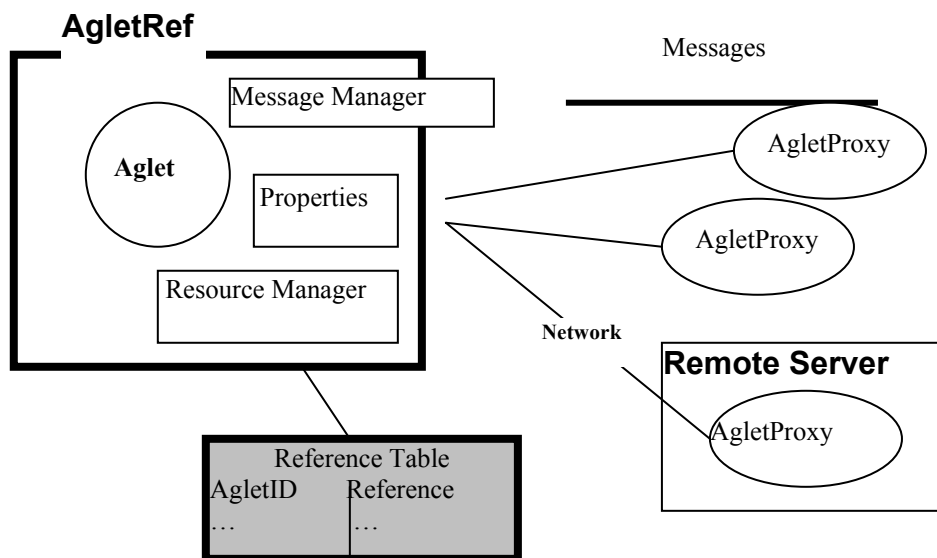 AgletRef
Messages
Message Manager
AgletProxy
Aglet
Properties
AgletProxy
Resource Manager
Network
Remote Server
AgletProxy
Reference Table
AgletID Reference
… …